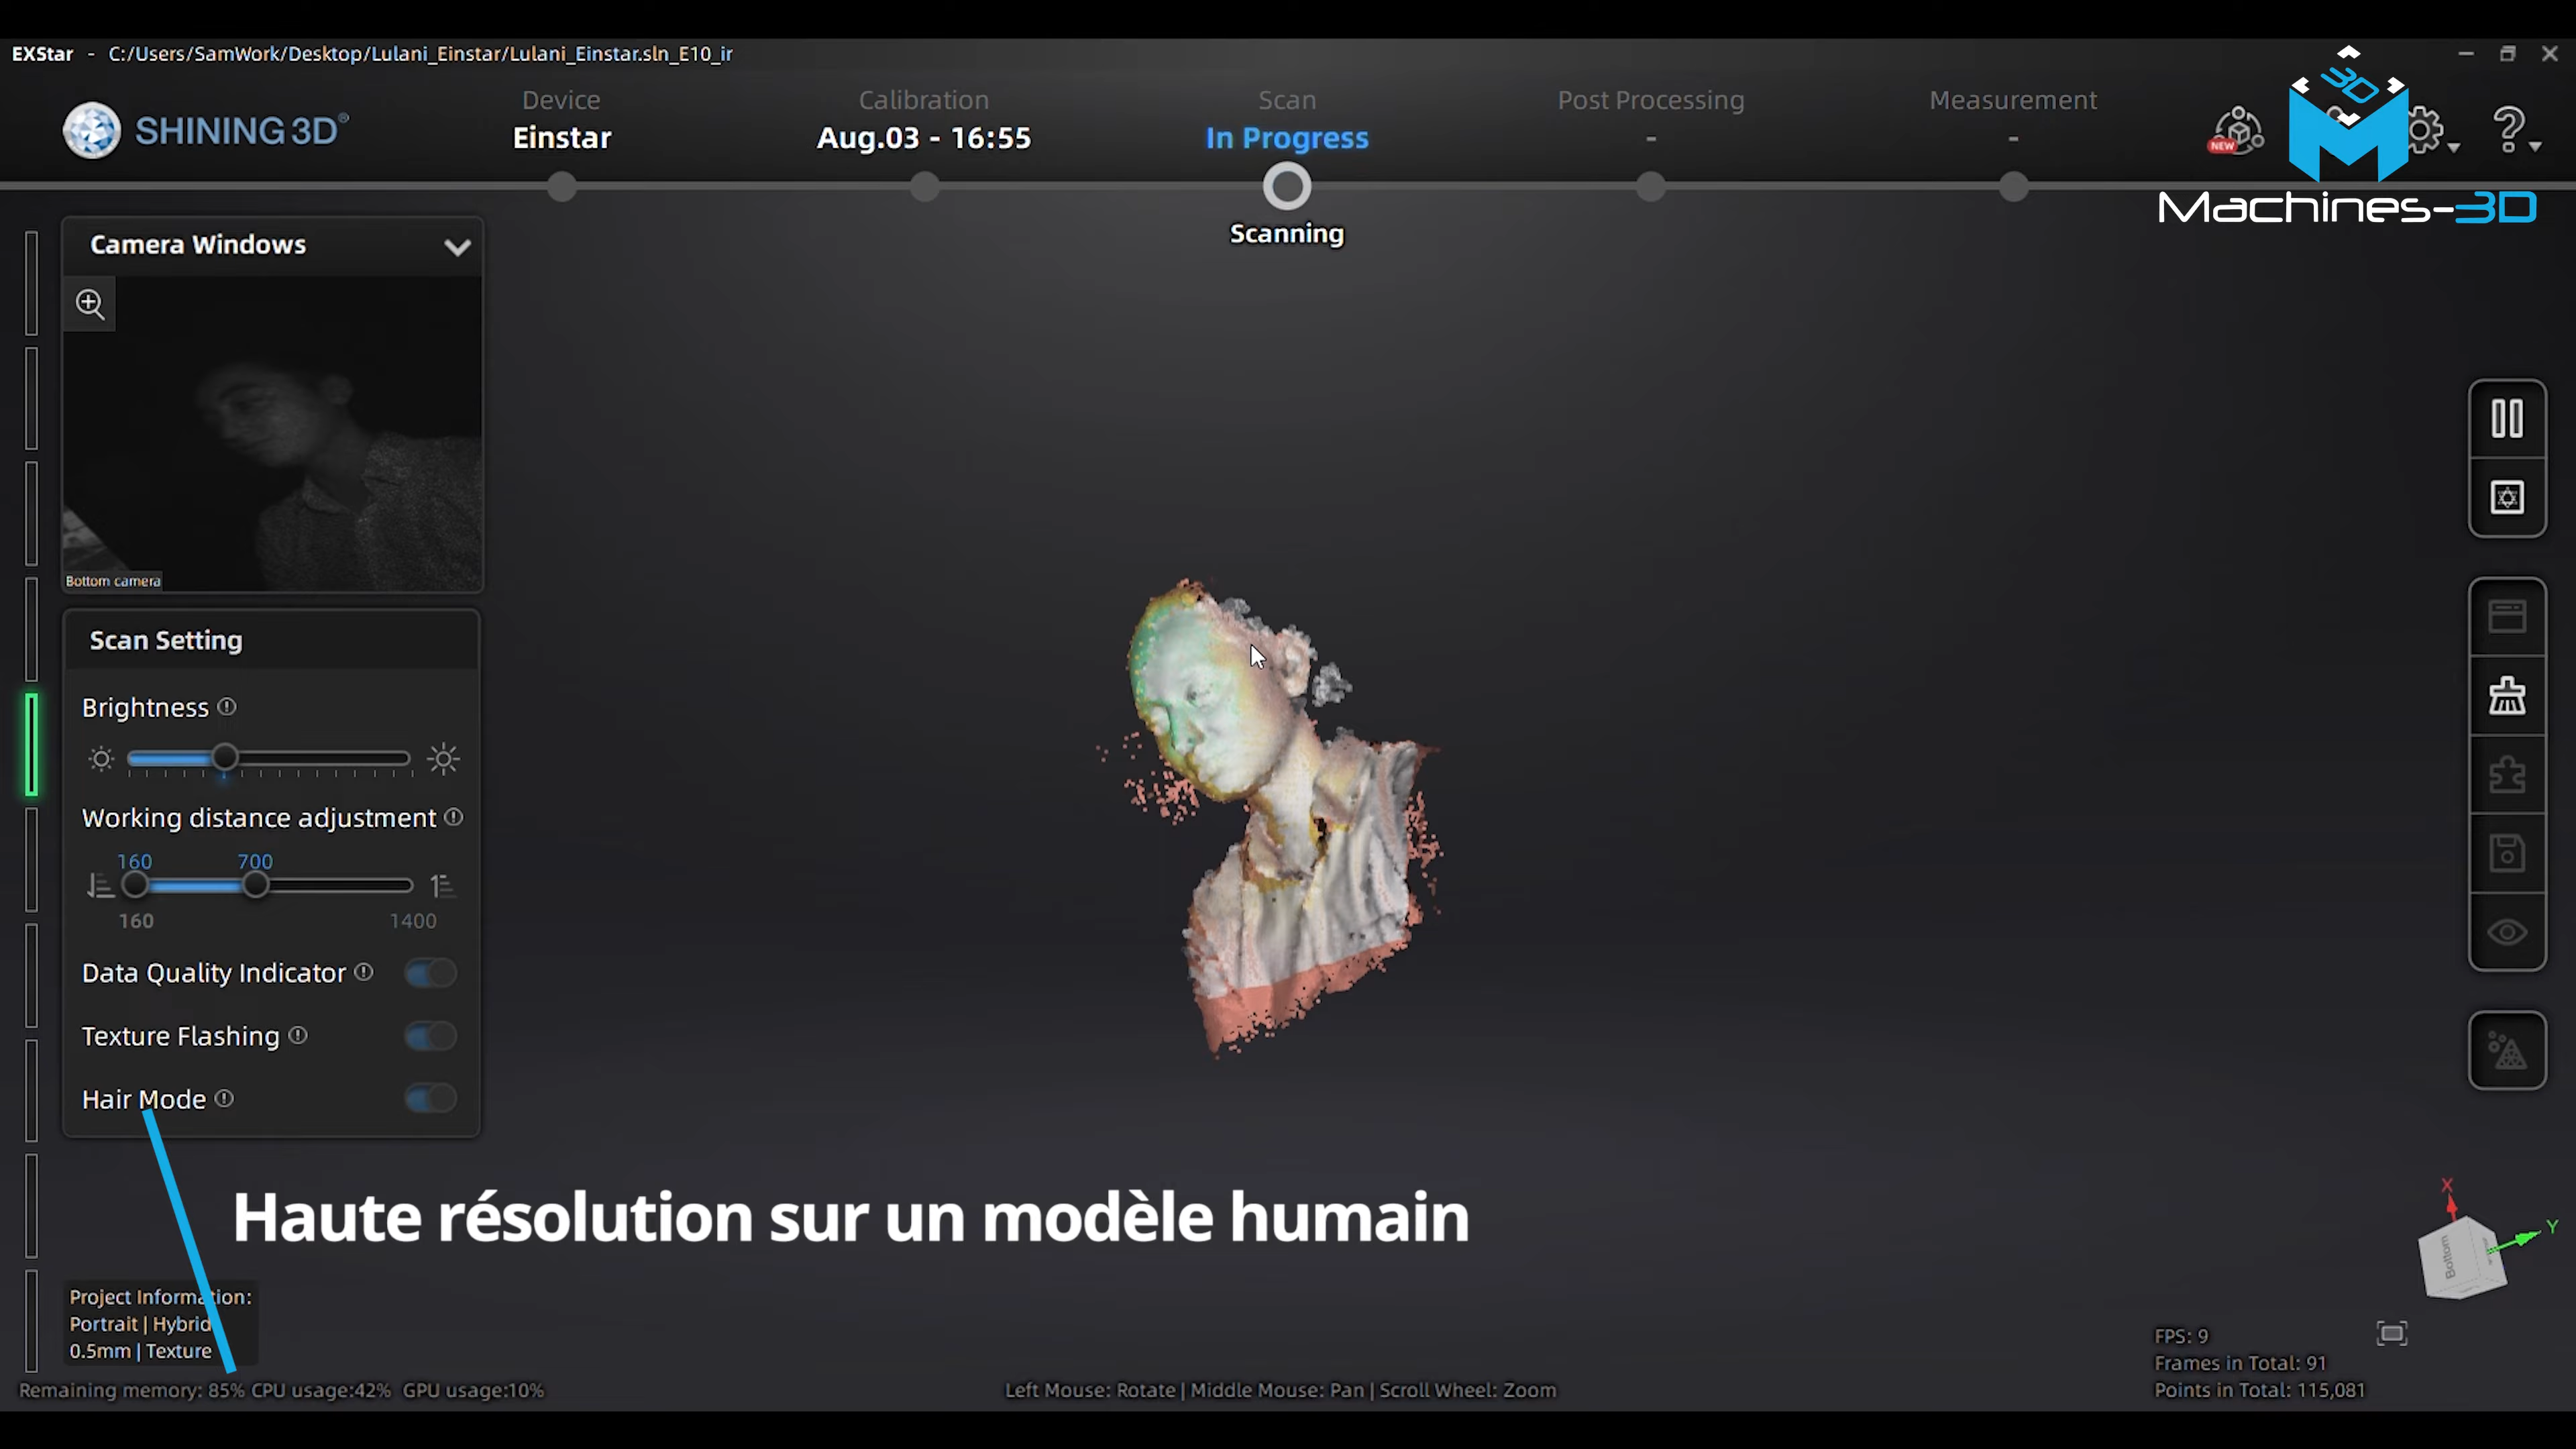 EXStar - C:/Users/SamWork/Desktop/Lulani_Einstar/Lulani_Einstar.sln_E10_ir
SHINING 3D®
Device
Einstar
Calibration
Aug.03 - 16:55
Scan
In Progress
Scanning
Post Processing
-
Measurement
-
NEW
3D
Machines-3D
Camera Windows
Bottom camera
Scan Setting
Brightness
Working distance adjustment
160 700
160 1400
Data Quality Indicator
Texture Flashing
Hair Mode
Haute résolution sur un modèle humain
Project Information:
Portrait | Hybrid
0.5mm | Texture
Remaining memory: 85% CPU usage:42% GPU usage:10%
Left Mouse: Rotate | Middle Mouse: Pan | Scroll Wheel: Zoom
X
Y
Bottom
FPS: 9
Frames in Total: 91
Points in Total: 115,081